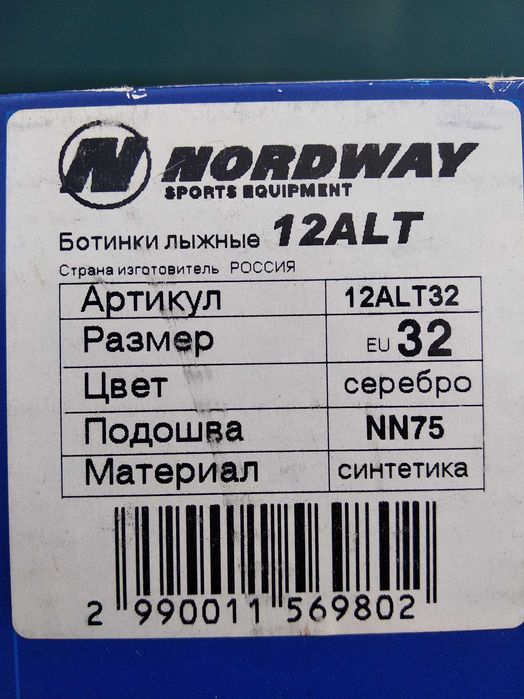 N NORDWAY
SPORTS EQUIPMENT
Ботинки лыжные 12ALT
Страна изготовитель РОССИЯ
Артикул 12ALT32
Размер EU 32
Цвет серебро
Подошва NN75
Материал синтетика
2 990011 569802